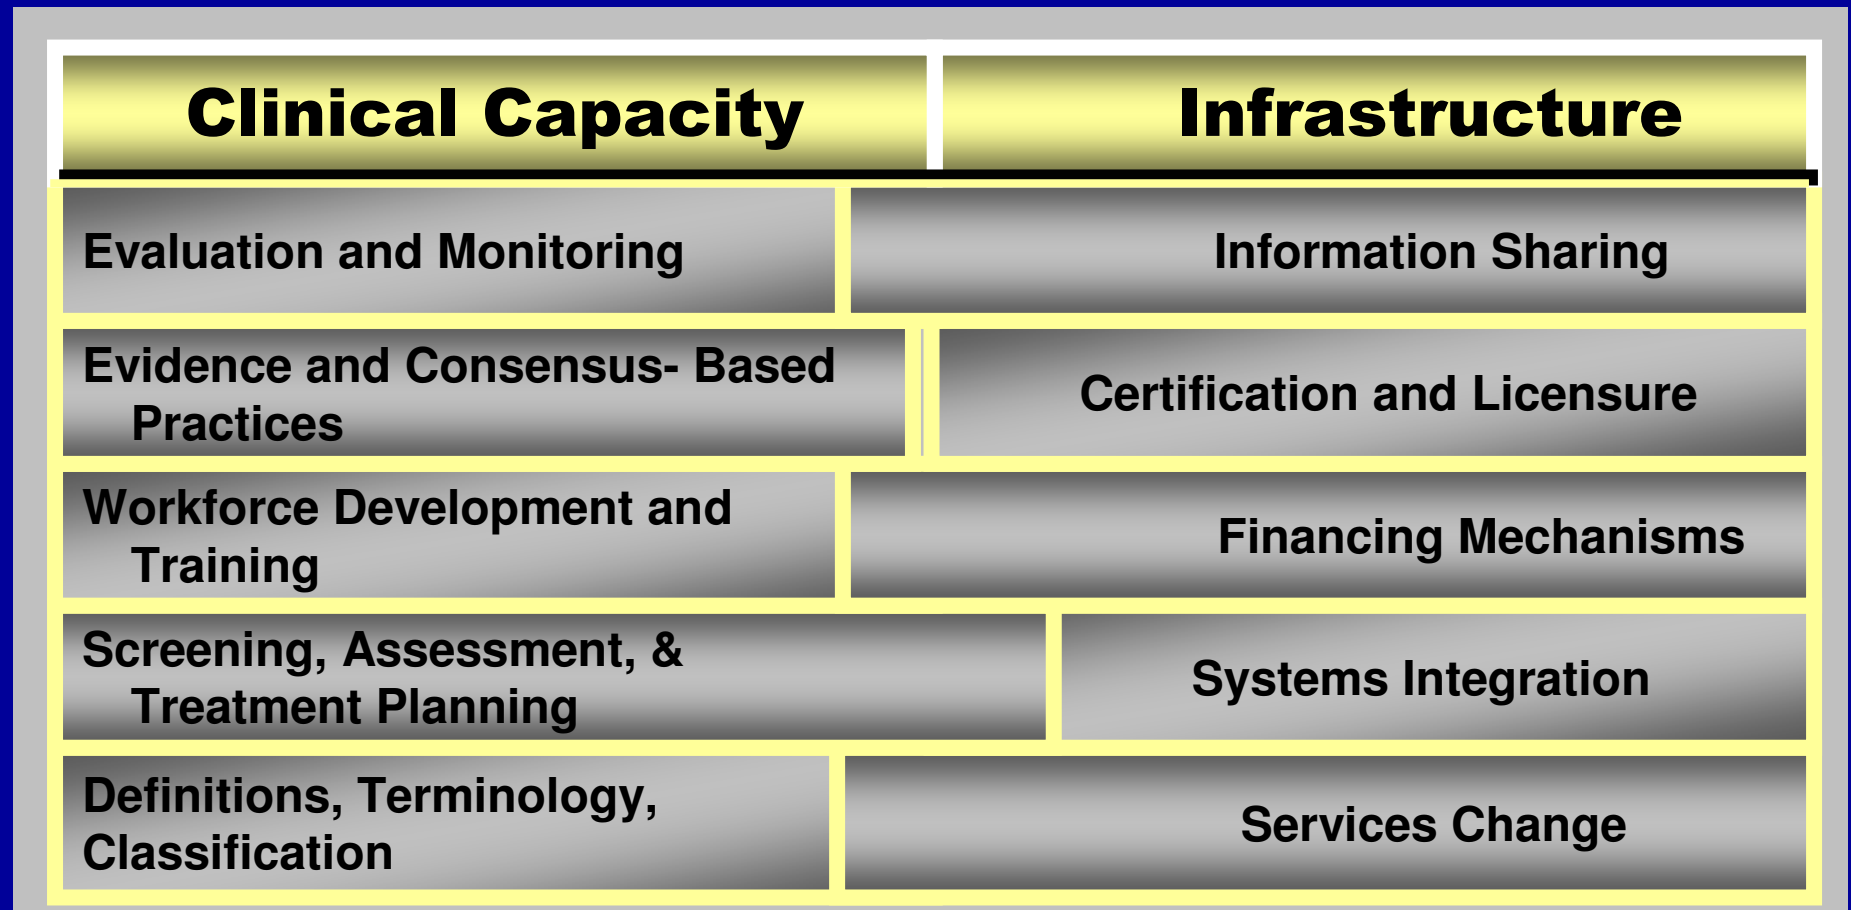 Clinical Capacity
Infrastructure
Evaluation and Monitoring
Information Sharing
Evidence and Consensus- Based
Practices
Certification and Licensure
Workforce Development and
Training
Financing Mechanisms
Screening, Assessment, &
Treatment Planning
Systems Integration
Definitions, Terminology,
Classification
Services Change